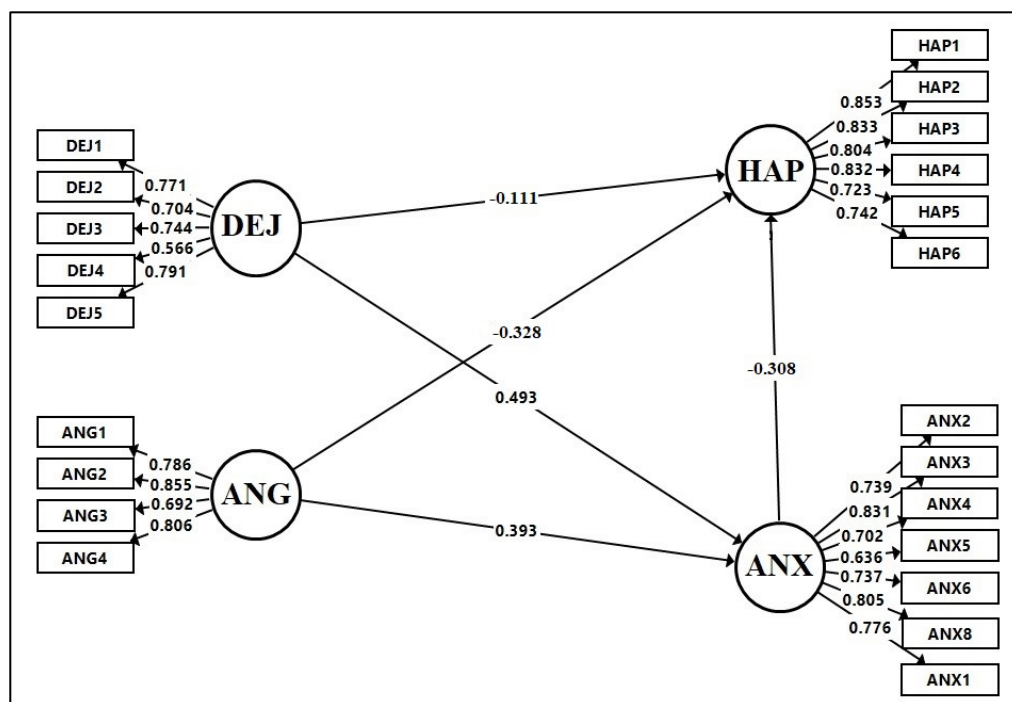 DEJ1
DEJ2
DEJ3
DEJ4
DEJ5
0.771
0.704
0.744
0.566
0.791
DEJ
ANG1
ANG2
ANG3
ANG4
0.786
0.855
0.692
0.806
ANG
-0.111
-0.328
0.493
0.393
-0.308
HAP
0.853
0.833
0.804
0.832
0.723
0.742
HAP1
HAP2
HAP3
HAP4
HAP5
HAP6
ANX
0.739
0.831
0.702
0.636
0.737
0.805
0.776
ANX2
ANX3
ANX4
ANX5
ANX6
ANX8
ANX1